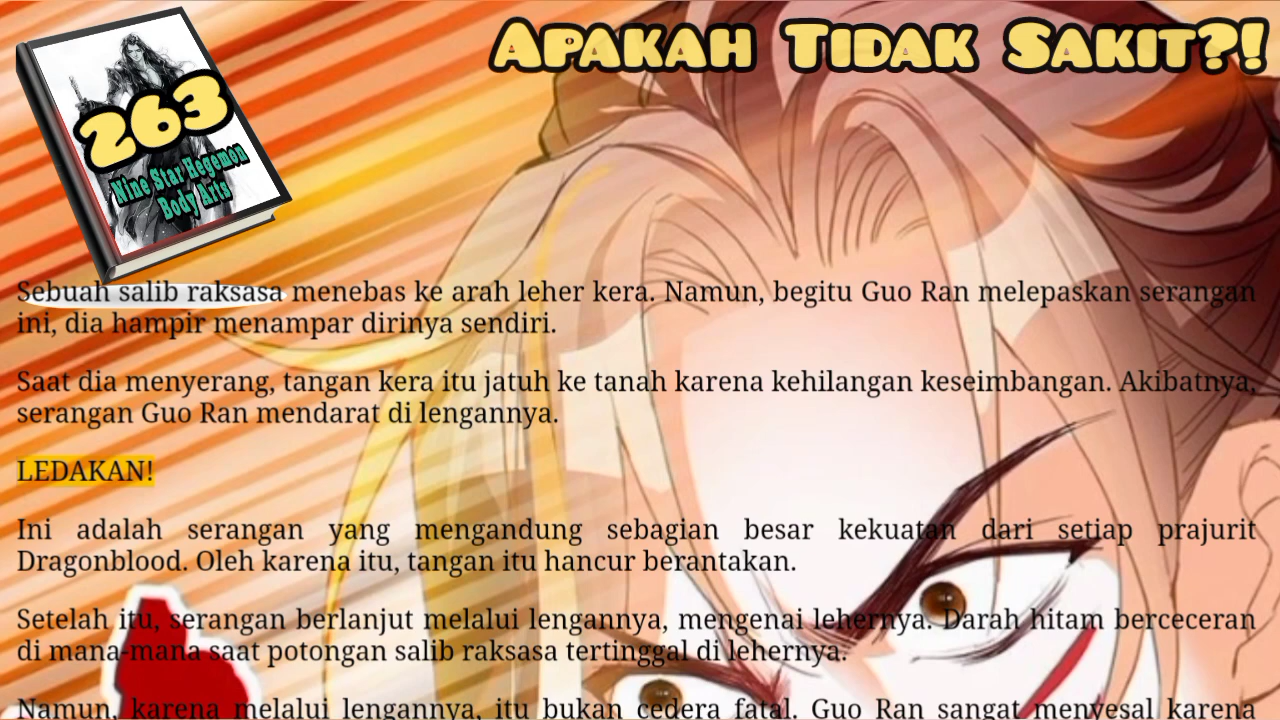 Apakah Tidak Sakit?!
263
Nine Star Hegemon
Body Arts
Sebuah salib raksasa menebas ke arah leher kera. Namun, begitu Guo Ran melepaskan serangan
ini, dia hampir menampar dirinya sendiri.
Saat dia menyerang, tangan kera itu jatuh ke tanah karena kehilangan keseimbangan. Akibatnya,
serangan Guo Ran mendarat di lengannya.
LEDAKAN!
Ini adalah serangan yang mengandung sebagian besar kekuatan dari setiap prajurit
Dragonblood. Oleh karena itu, tangan itu hancur berantakan.
Setelah itu, serangan berlanjut melalui lengannya, mengenai lehernya. Darah hitam berceceran
di mana-mana saat potongan salib raksasa tertinggal di lehernya.
Namun, karena melalui lengannya, itu bukan cedera fatal. Guo Ran sangat menyesal karena